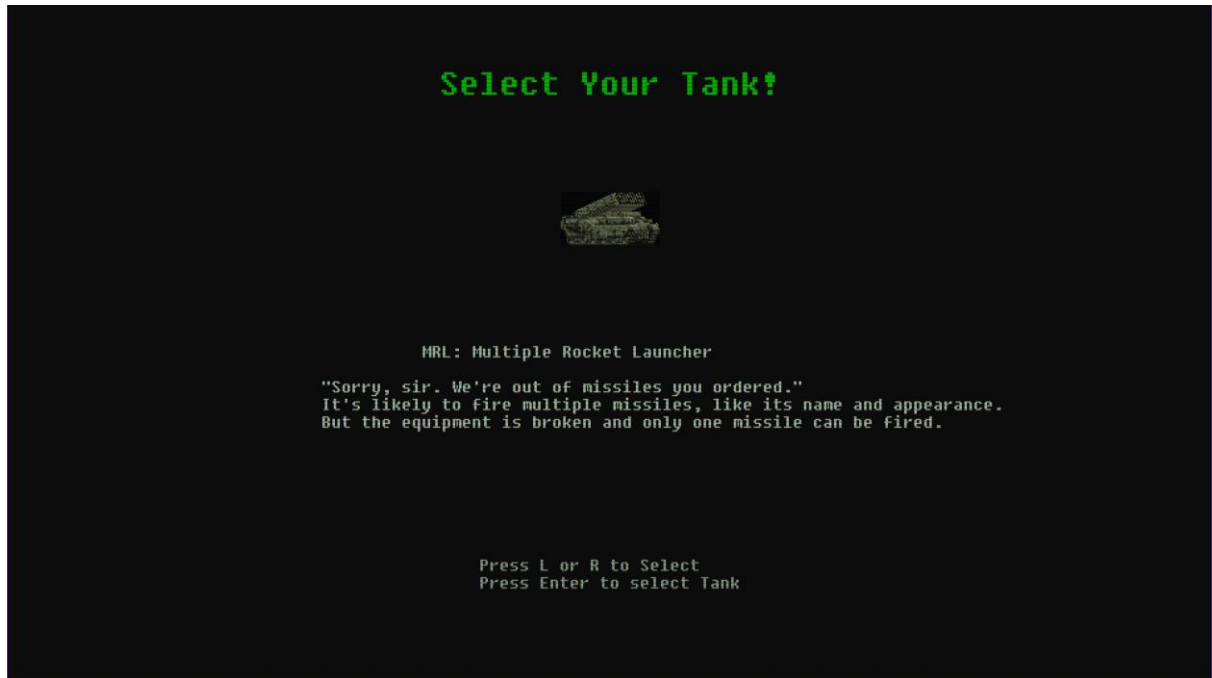 Select Your Tank!
MRL: Multiple Rocket Launcher
"Sorry, sir. We're out of missiles you ordered."
It's likely to fire multiple missiles, like its name and appearance.
But the equipment is broken and only one missile can be fired.
Press L or R to Select
Press Enter to select Tank